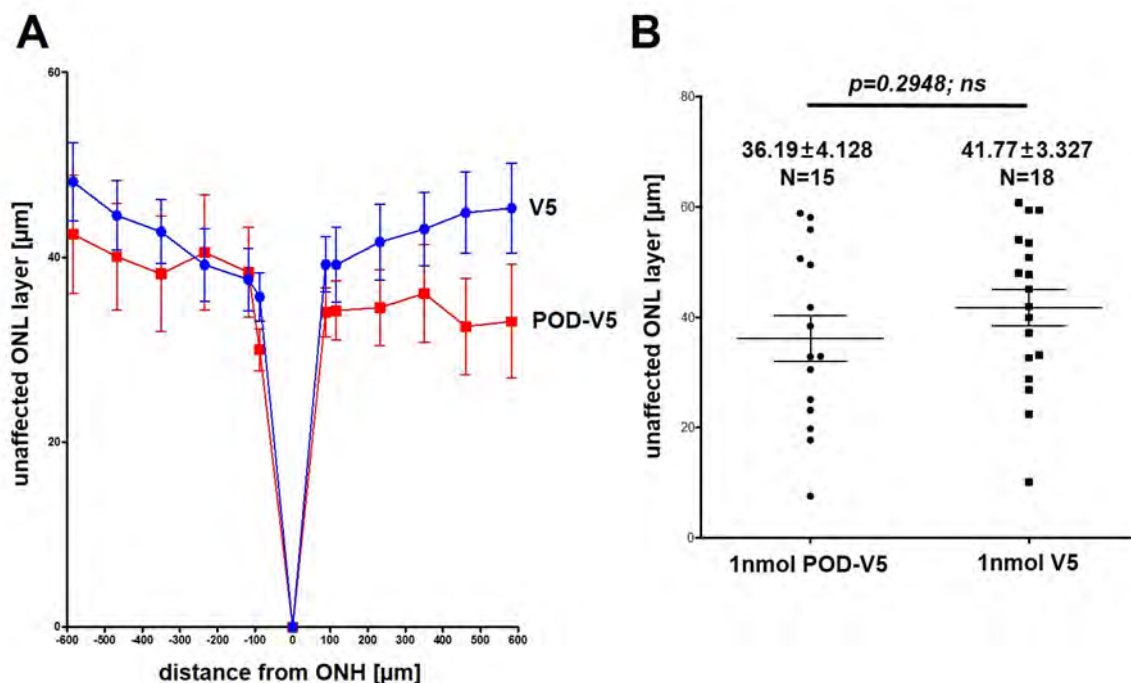 A
unaffected ONL layer [µm]
60
40
20
0
V5
POD-V5
-600 -500 -400 -300 -200 -100 0 100 200 300 400 500 600
distance from ONH [µm]
B
p=0.2948; ns
unaffected ONL layer [µm]
80
60
40
20
0
36.19±4.128 41.77±3.327
N=15 N=18
1nmol POD-V5 1nmol V5